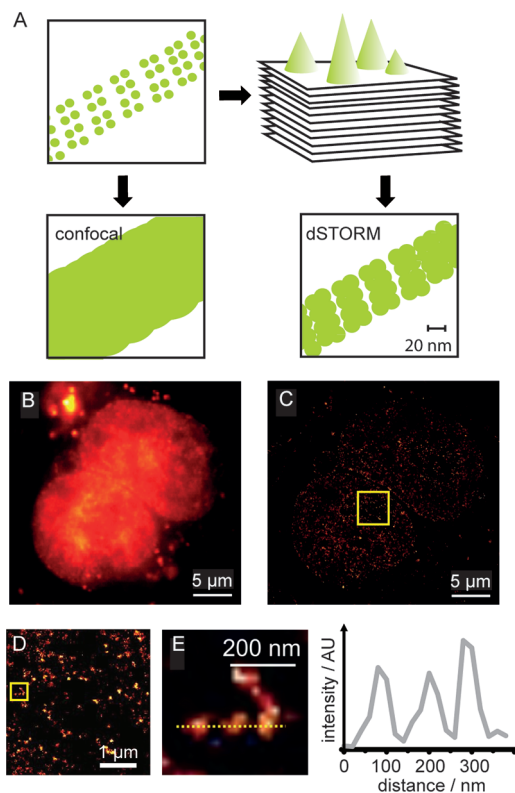 A
confocal
dSTORM
20 nm
B
5 µm
C
5 µm
D
1 µm
E
200 nm
intensity / AU
0 100 200 300
distance / nm